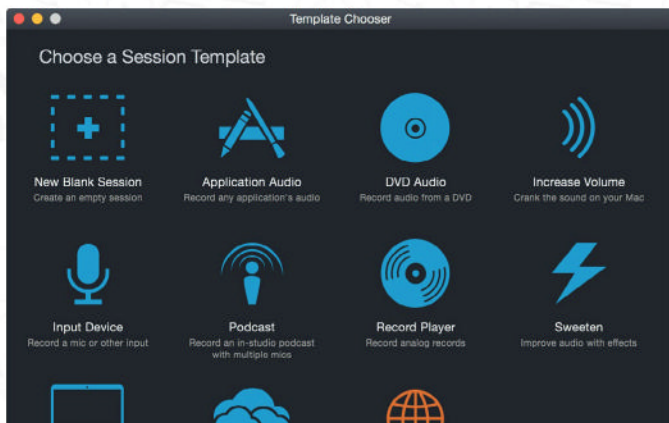 Template Chooser
Choose a Session Template
New Blank Session
Create an empty session
Application Audio
Record any application's audio
DVD Audio
Record audio from a DVD
Increase Volume
Crank the sound on your Mac
Input Device
Record a mic or other input
Podcast
Record an in-studio podcast
with multiple mics
Record Player
Record analog records
Sweeten
Improve audio with effects